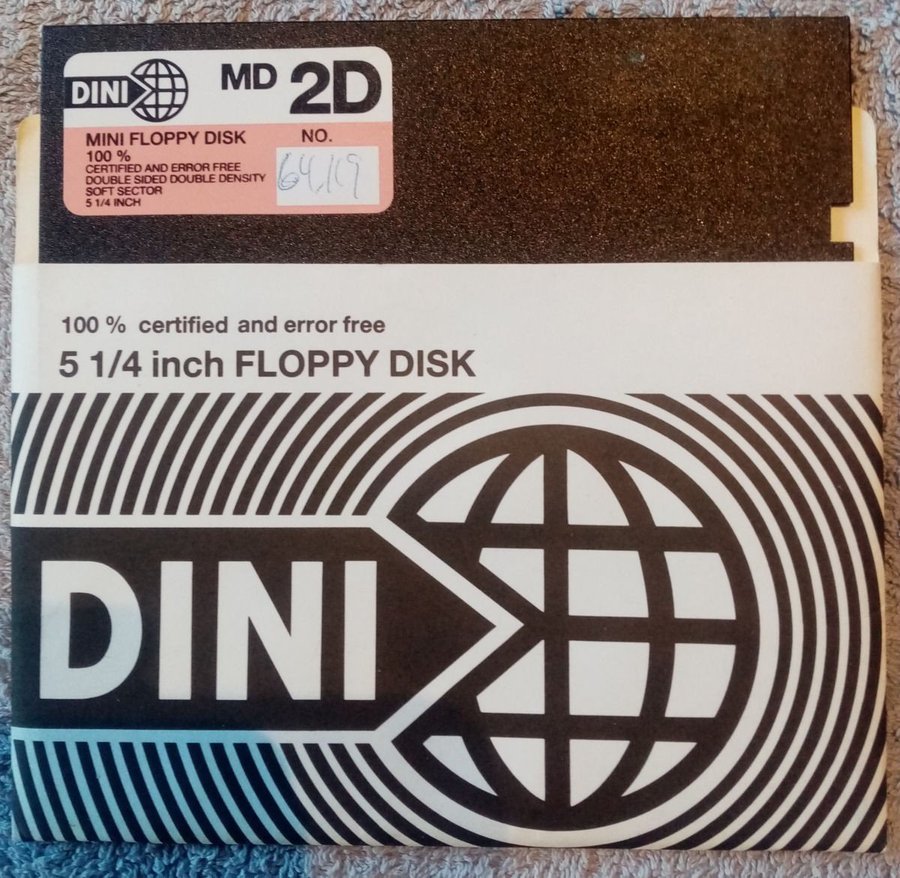 DINI
MD 2D
MINI FLOPPY DISK
NO.
100 %
CERTIFIED AND ERROR FREE
DOUBLE SIDED DOUBLE DENSITY
SOFT SECTOR
5 1/4 INCH
100 % certified and error free
5 1/4 inch FLOPPY DISK
DINI